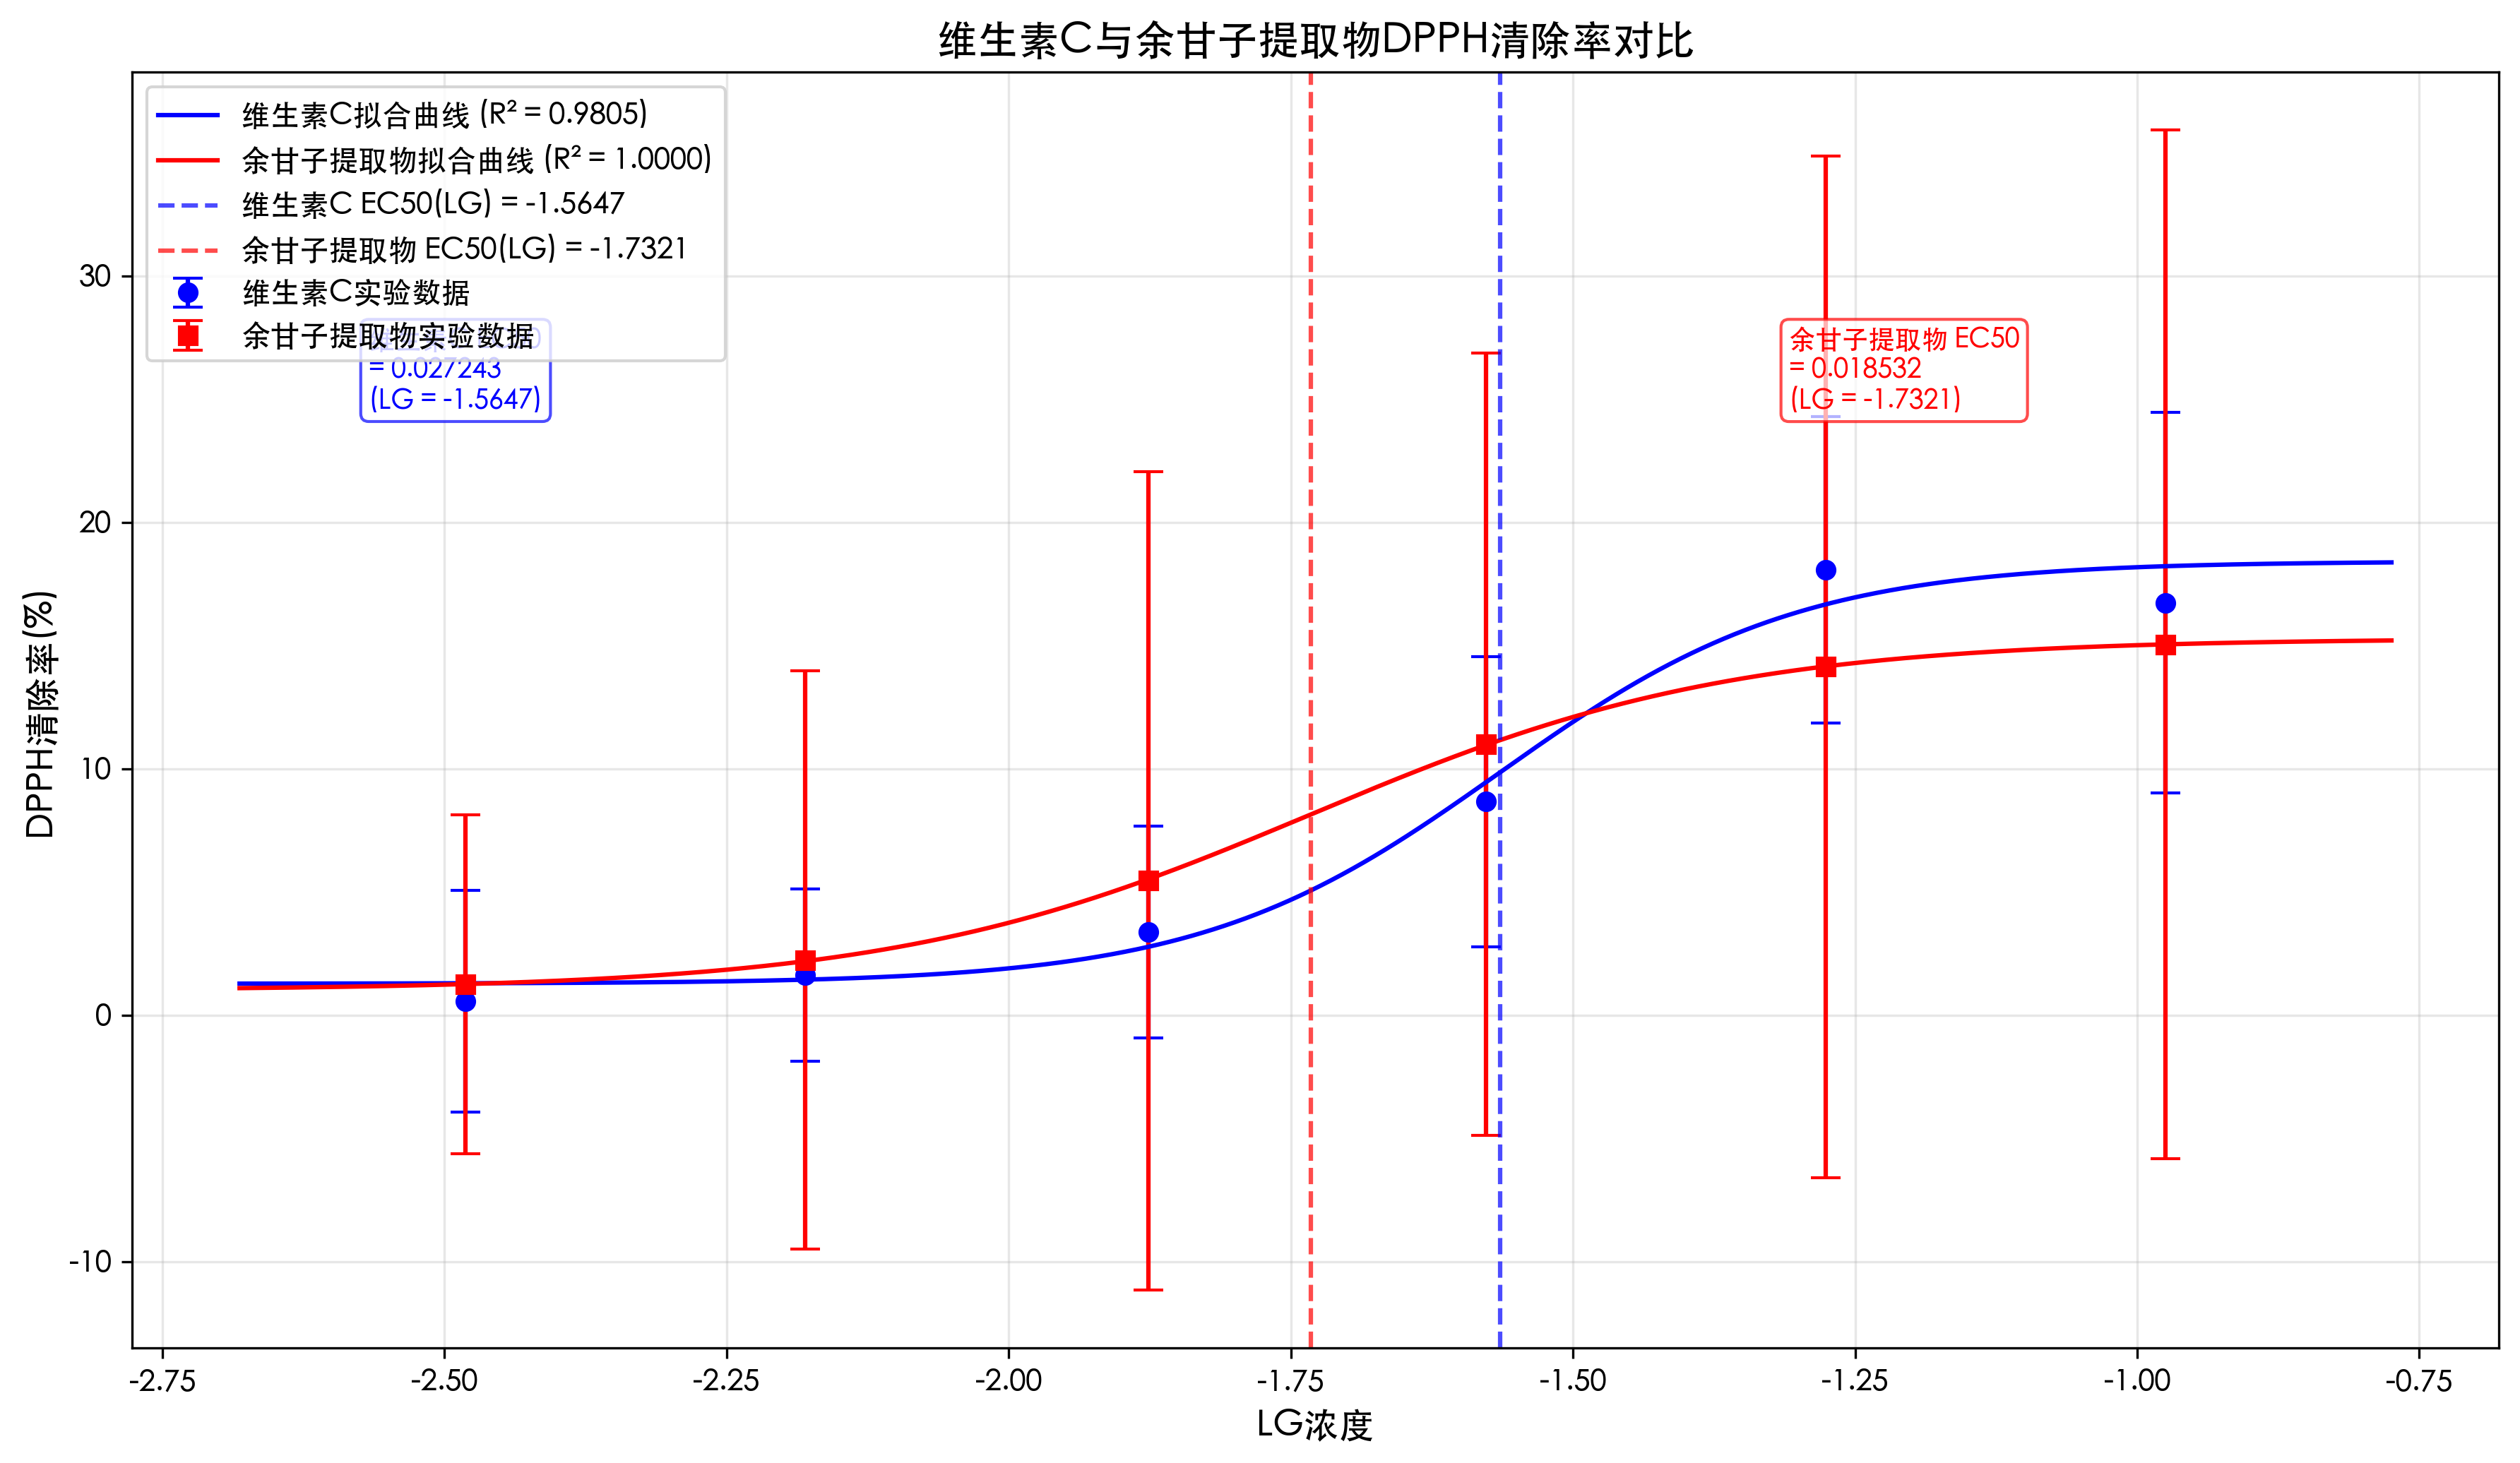 维生素C与余甘子提取物DPPH清除率对比
维生素C拟合曲线 (R² = 0.9805)
余甘子提取物拟合曲线 (R² = 1.0000)
维生素C EC50(LG) = -1.5647
余甘子提取物 EC50(LG) = -1.7321
维生素C实验数据
余甘子提取物实验数据
= 0.027243
(LG = -1.5647)
余甘子提取物 EC50
= 0.018532
(LG = -1.7321)
DPPH清除率 (%)
30
20
10
0
-10
-2.75
-2.50
-2.25
-2.00
-1.75
-1.50
-1.25
-1.00
-0.75
LG浓度